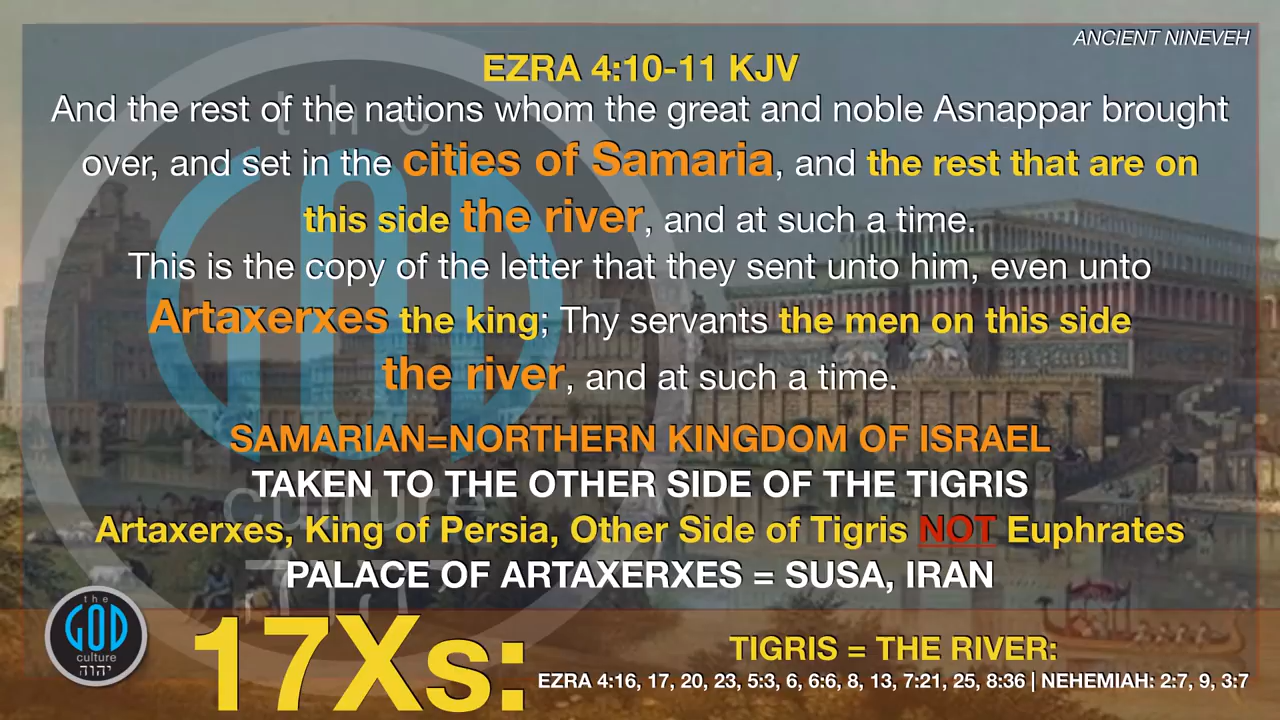 ANCIENT NINEVEH
EZRA 4:10-11 KJV
And the rest of the nations whom the great and noble Asnappar brought
over, and set in the cities of Samaria, and the rest that are on
this side the river, and at such a time.
This is the copy of the letter that they sent unto him, even unto
Artaxerxes the king; Thy servants the men on this side
the river, and at such a time.
SAMARIAN=NORTHERN KINGDOM OF ISRAEL
TAKEN TO THE OTHER SIDE OF THE TIGRIS
Artaxerxes, King of Persia, Other Side of Tigris NOT Euphrates
PALACE OF ARTAXERXES = SUSA, IRAN
the
GOD
culture
יהוה
17Xs:
TIGRIS = THE RIVER:
EZRA 4:16, 17, 20, 23, 5:3, 6, 6:6, 8, 13, 7:21, 25, 8:36 | NEHEMIAH: 2:7, 9, 3:7
the
GOD
culture